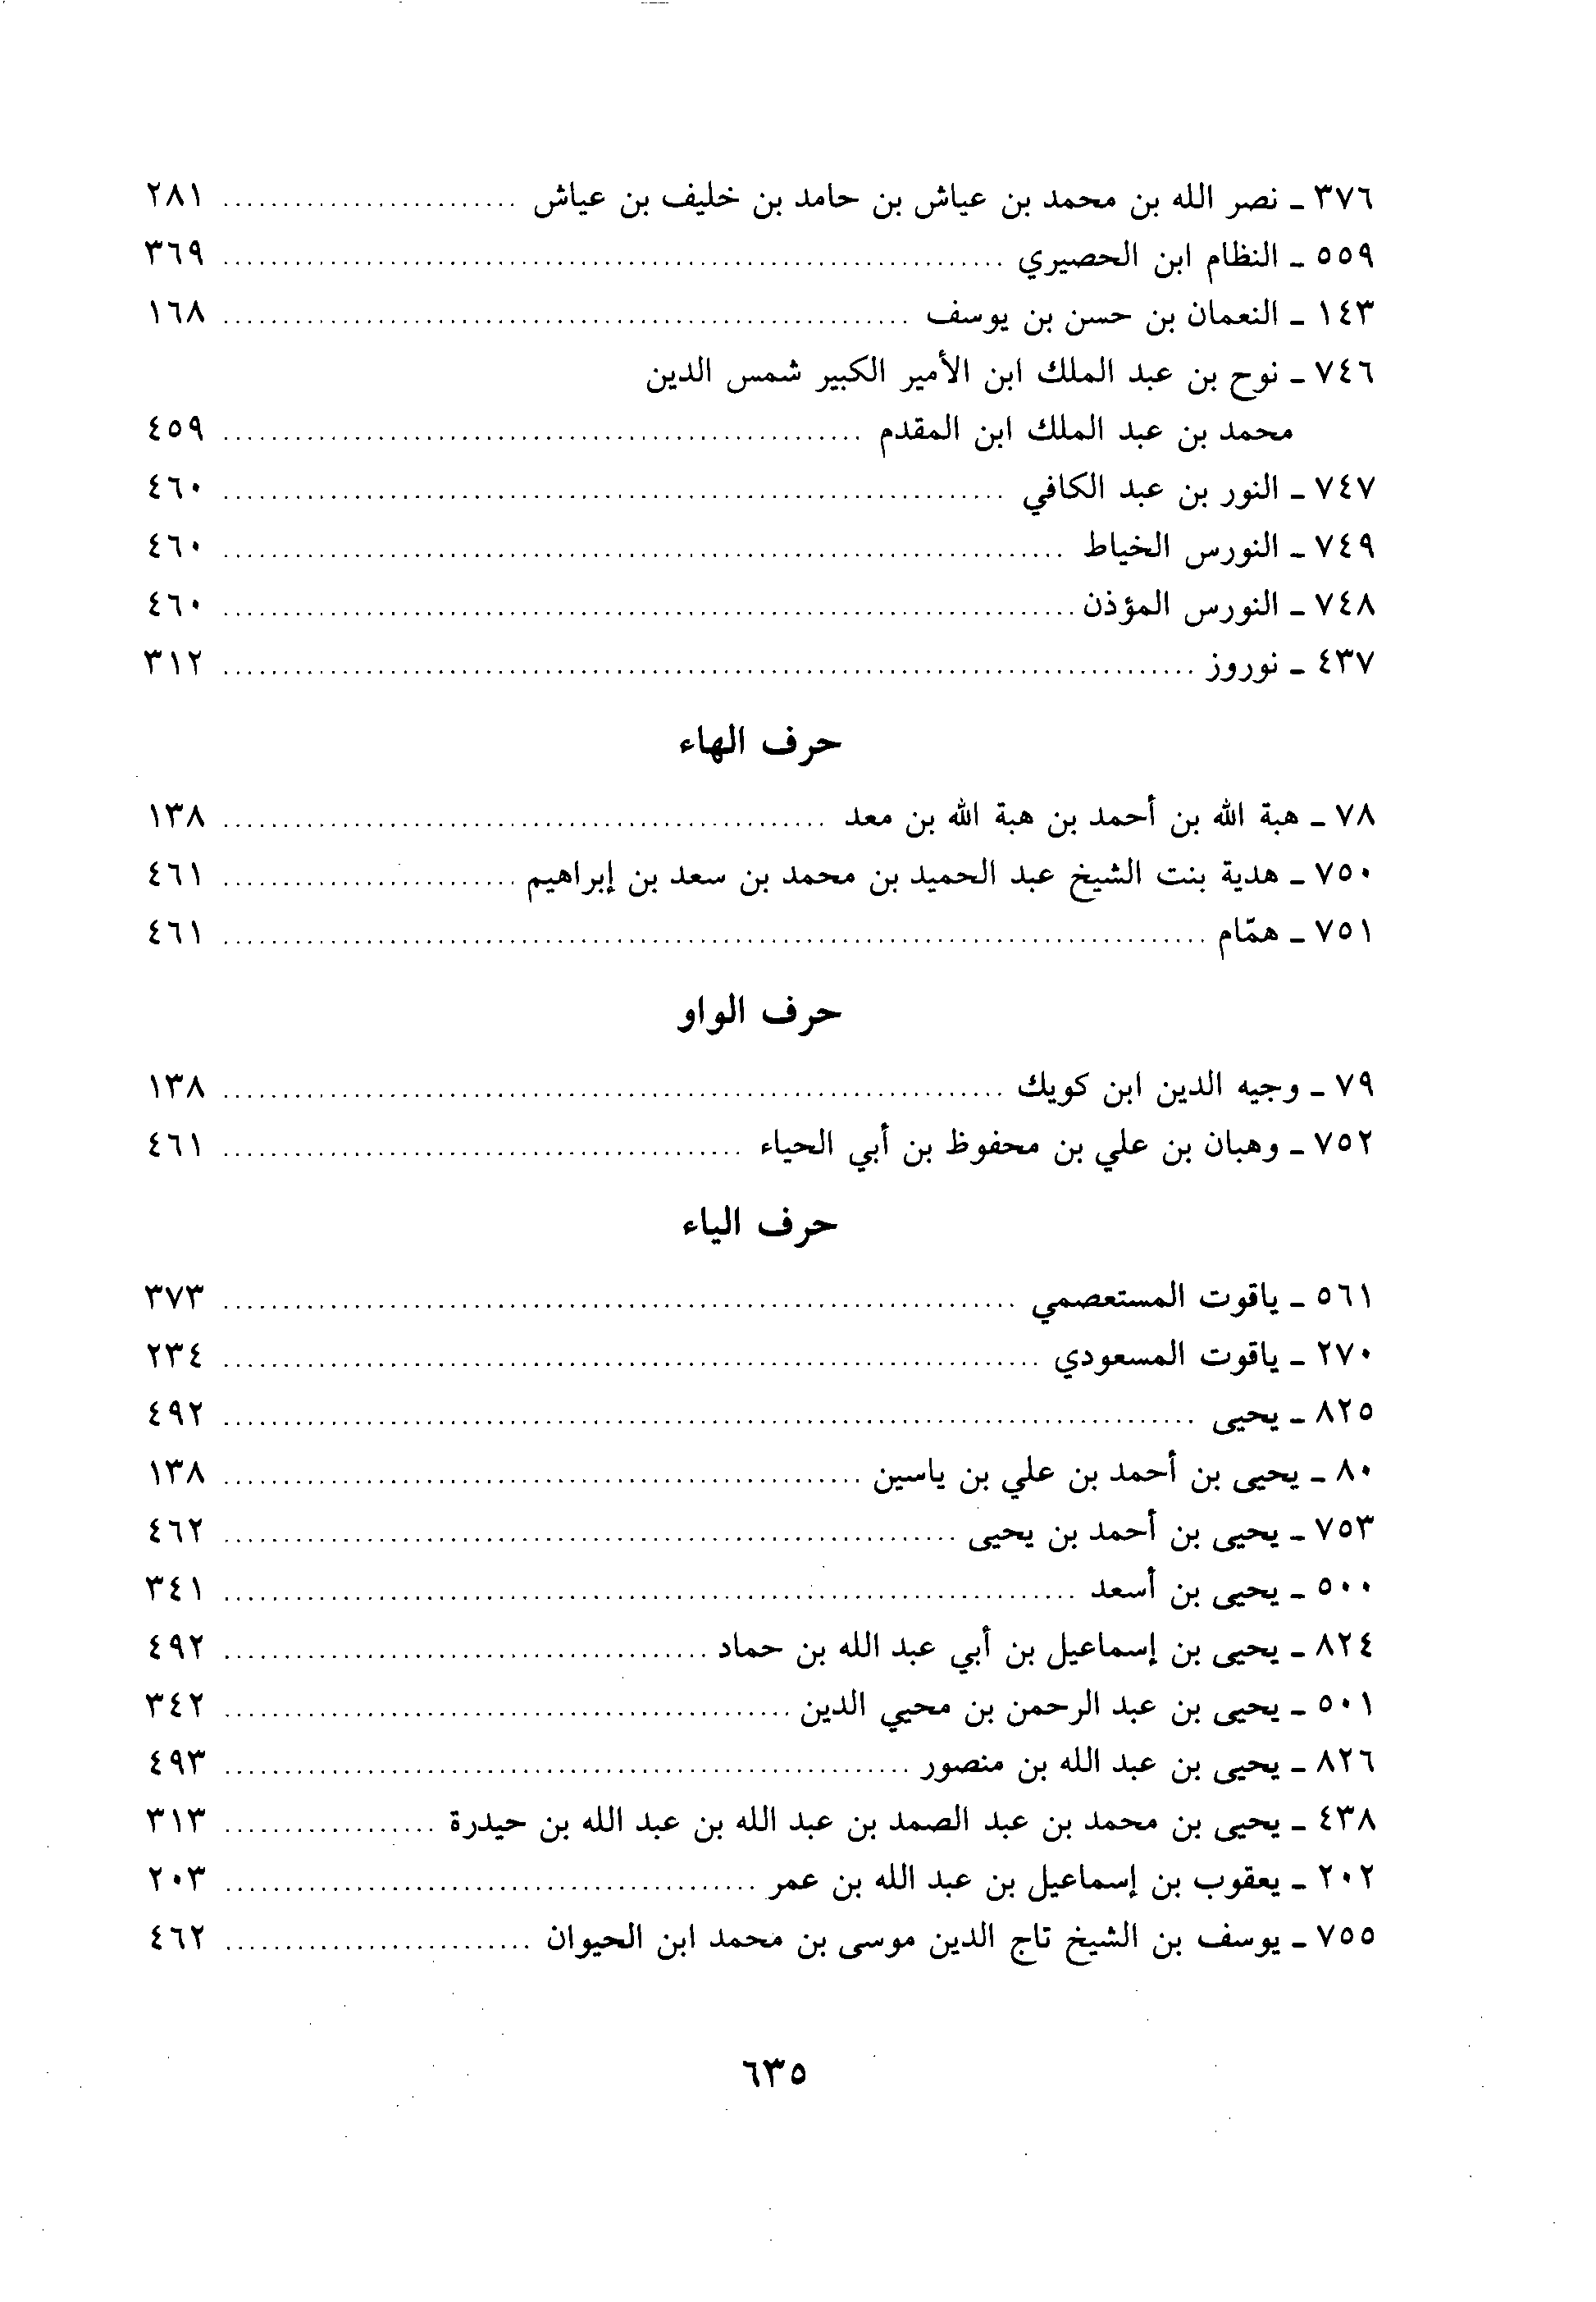 ٣٧٦ ـ نصر الله بن محمد بن عياش بن حامد بن خليف بن عياش ........................ ٢٨١
٥٥٩ ـ النظام ابن الحصيري ........................ ٣٦٩
١٤٣ ـ النعمان بن حسن بن يوسف ........................ ١٦٨
٧٤٦ ـ نوح بن عبد الملك ابن الأمير الكبير شمس الدين
محمد بن عبد الملك ابن المقدم ........................ ٤٥٩
٧٤٧ ـ النور بن عبد الكافي ........................ ٤٦٠
٧٤٩ ـ النورس الخياط ........................ ٤٦٠
٧٤٨ ـ النورس المؤذن ........................ ٤٦٠
٤٣٧ ـ نوروز ........................ ٣١٢
حرف الهاء
٧٨ ـ هبة الله بن أحمد بن هبة الله بن معد ........................ ١٣٨
٧٥٠ ـ هدية بنت الشيخ عبد الحميد بن محمد بن سعد بن إبراهيم ........................ ٤٦١
٧٥١ ـ همّام ........................ ٤٦١
حرف الواو
٧٩ ـ وجيه الدين ابن كويك ........................ ١٣٨
٧٥٢ ـ وهبان بن علي بن محفوظ بن أبي الحياء ........................ ٤٦١
حرف الياء
٥٦١ ـ ياقوت المستعصمي ........................ ٣٧٣
٢٧٠ ـ ياقوت المسعودي ........................ ٢٣٤
٨٢٥ ـ يحيى ........................ ٤٩٢
٨٠ ـ يحيى بن أحمد بن علي بن ياسين ........................ ١٣٨
٧٥٣ ـ يحيى بن أحمد بن يحيى ........................ ٤٦٢
٥٠٠ ـ يحيى بن أسعد ........................ ٣٤١
٨٢٤ ـ يحيى بن إسماعيل بن أبي عبد الله بن حماد ........................ ٤٩٢
٥٠١ ـ يحيى بن عبد الرحمن بن محيي الدين ........................ ٣٤٢
٨٢٦ ـ يحيى بن عبد الله بن منصور ........................ ٤٩٣
٤٣٨ ـ يحيى بن محمد بن عبد الصمد بن عبد الله بن عبد الله بن حيدرة .................. ٣١٣
٢٠٢ ـ يعقوب بن إسماعيل بن عبد الله بن عمر ........................ ٢٠٣
٧٥٥ ـ يوسف بن الشيخ تاج الدين موسى بن محمد ابن الحيوان ........................ ٤٦٢
٦٣٥